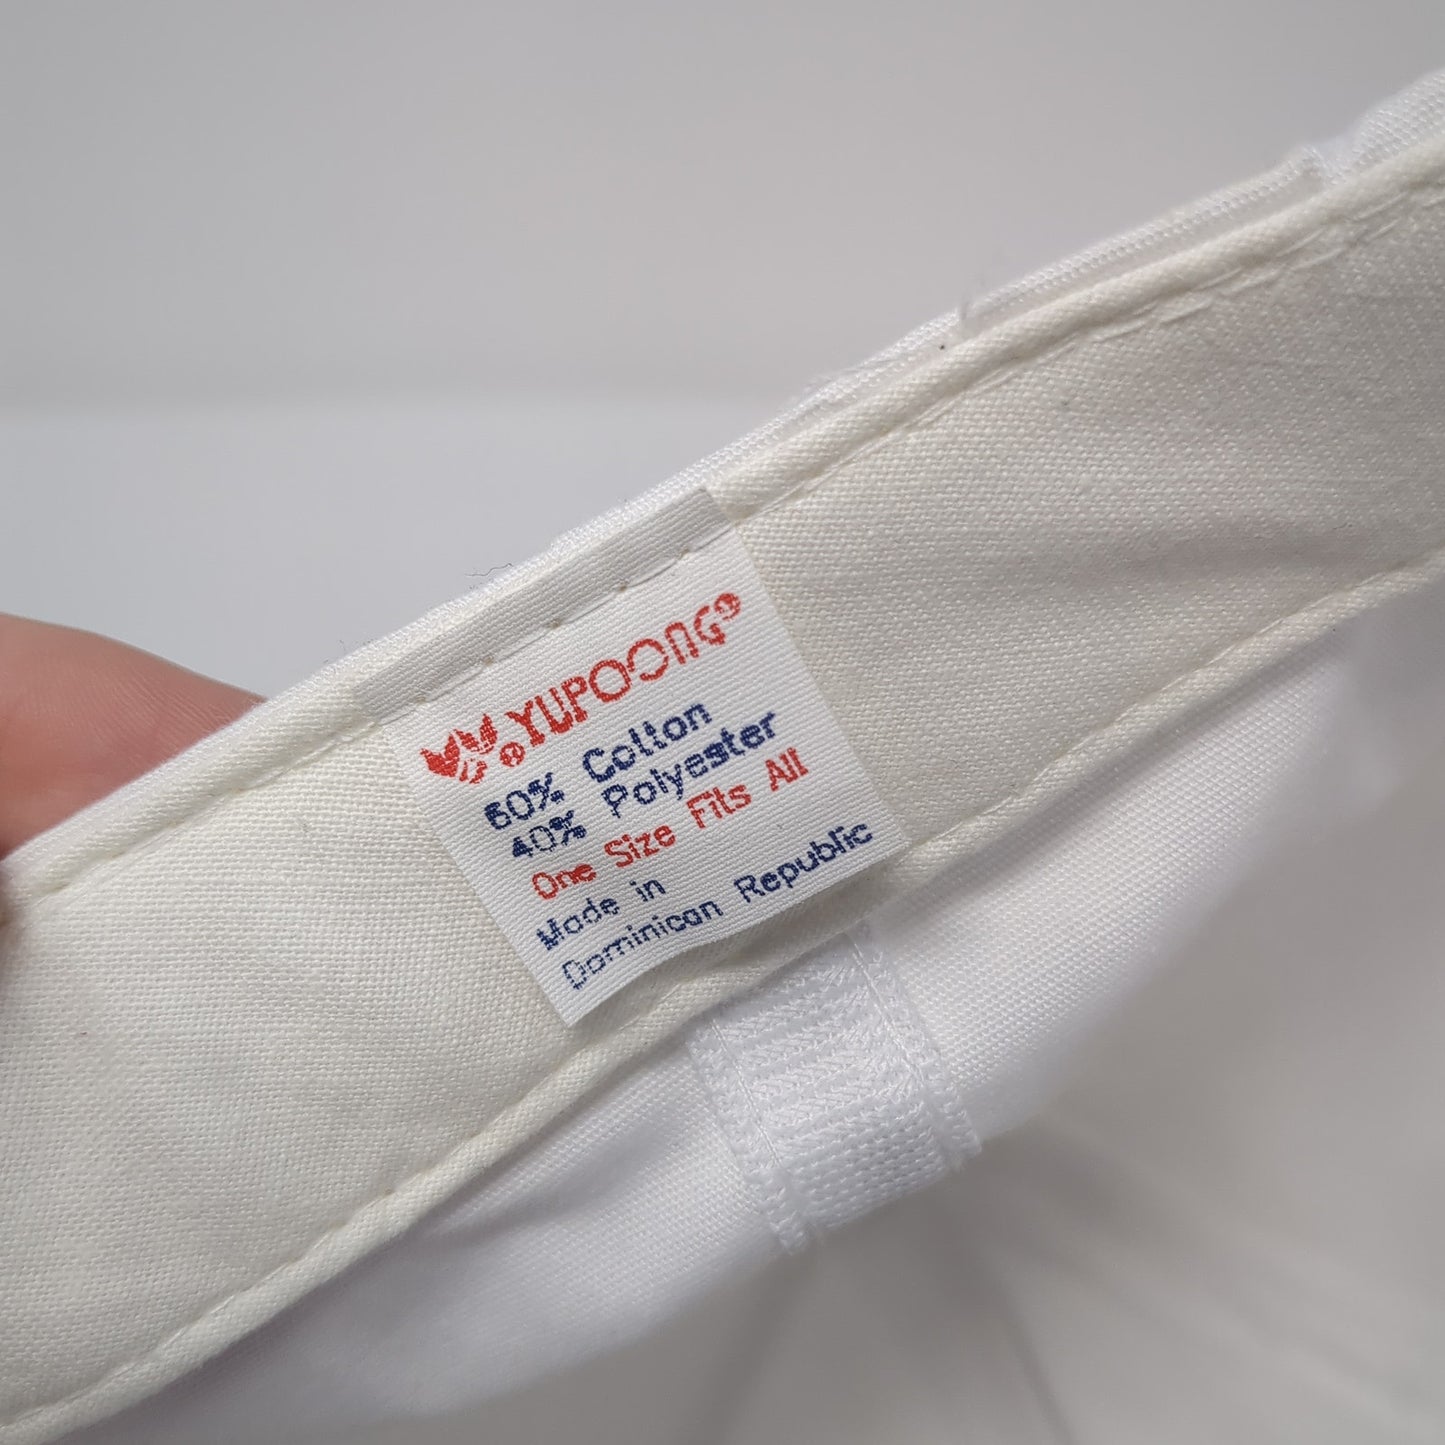 ® YUPOONG®
60% Cotton
40% Polyester
One Size Fits All
Made in
Dominican Republic